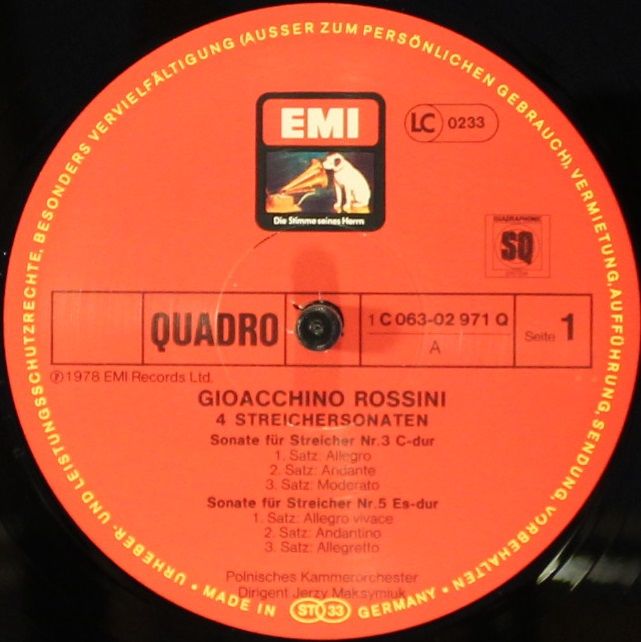 URHEBER- UND LEISTUNGSSCHUTZRECHTE, BESONDERS VERVIELFÄLTIGUNG (AUSSER ZUM PERSÖNLICHEN GEBRAUCH), VERMIETUNG, AUFFÜHRUNG, SENDUNG, VORBEHALTEN
EMI
Die Stimme seines Herrn
LC 0233
QUADRAPHONIC
SQ
QUADRO
1 C 063-02 971 Q
A
Seite 1
℗ 1978 EMI Records Ltd.
GIOACCHINO ROSSINI
4 STREICHERSONATEN
Sonate für Streicher Nr. 3 C-dur
1. Satz: Allegro
2. Satz: Andante
3. Satz: Moderato
Sonate für Streicher Nr. 5 Es-dur
1. Satz: Allegro vivace
2. Satz: Andantino
3. Satz: Allegretto
Polnisches Kammerorchester
Dirigent Jerzy Maksymiuk
• MADE IN STEREO 33 GERMANY •